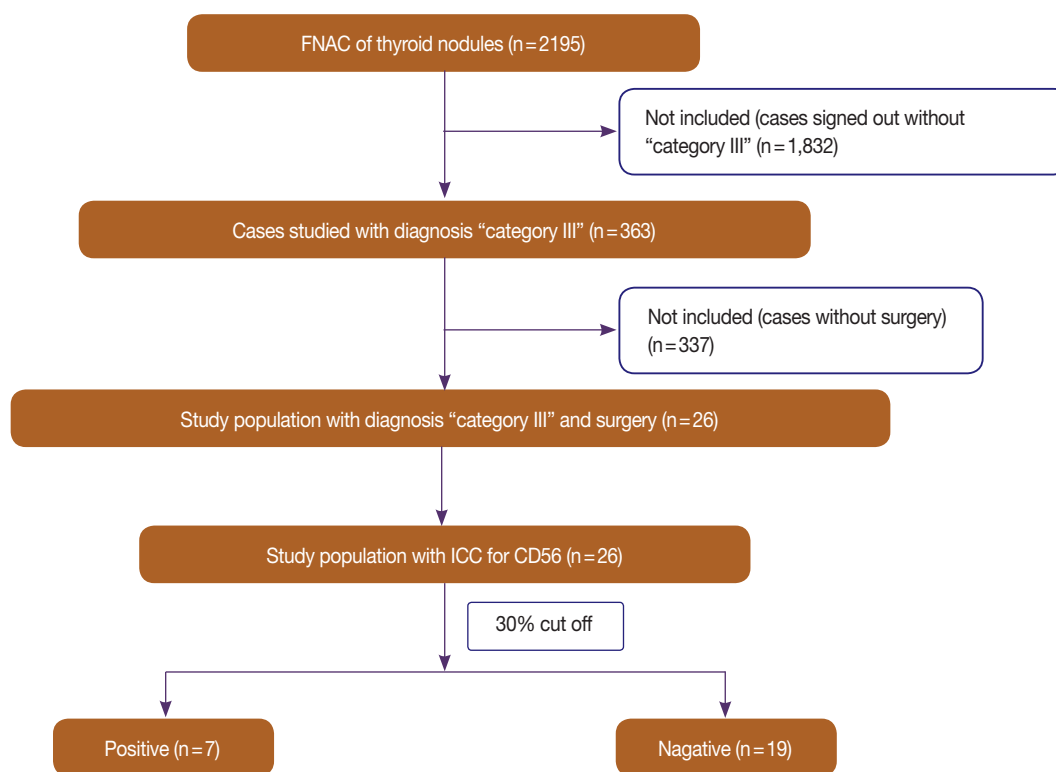 FNAC of thyroid nodules (n=2195)
Not included (cases signed out without
“category III” (n=1,832)
Cases studied with diagnosis “category III” (n=363)
Not included (cases without surgery)
(n=337)
Study population with diagnosis “category III” and surgery (n=26)
Study population with ICC for CD56 (n=26)
30% cut off
Positive (n=7)
Nagative (n=19)